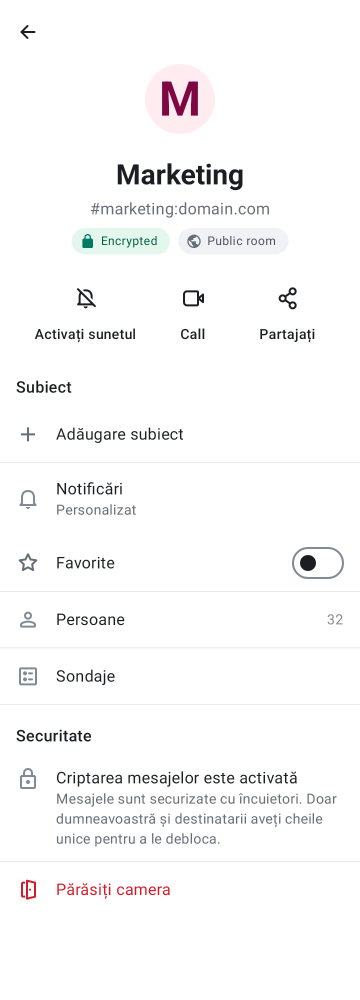 M
Marketing
#marketing:domain.com
Encrypted
Public room
Activați sunetul
Call
Partajați
Subiect
Adăugare subiect
Notificări
Personalizat
Favorite
Persoane
32
Sondaje
Securitate
Criptarea mesajelor este activată
Mesajele sunt securizate cu încuietori. Doar
dumneavoastră și destinatarii aveți cheile
unice pentru a le debloca.
Părăsiți camera